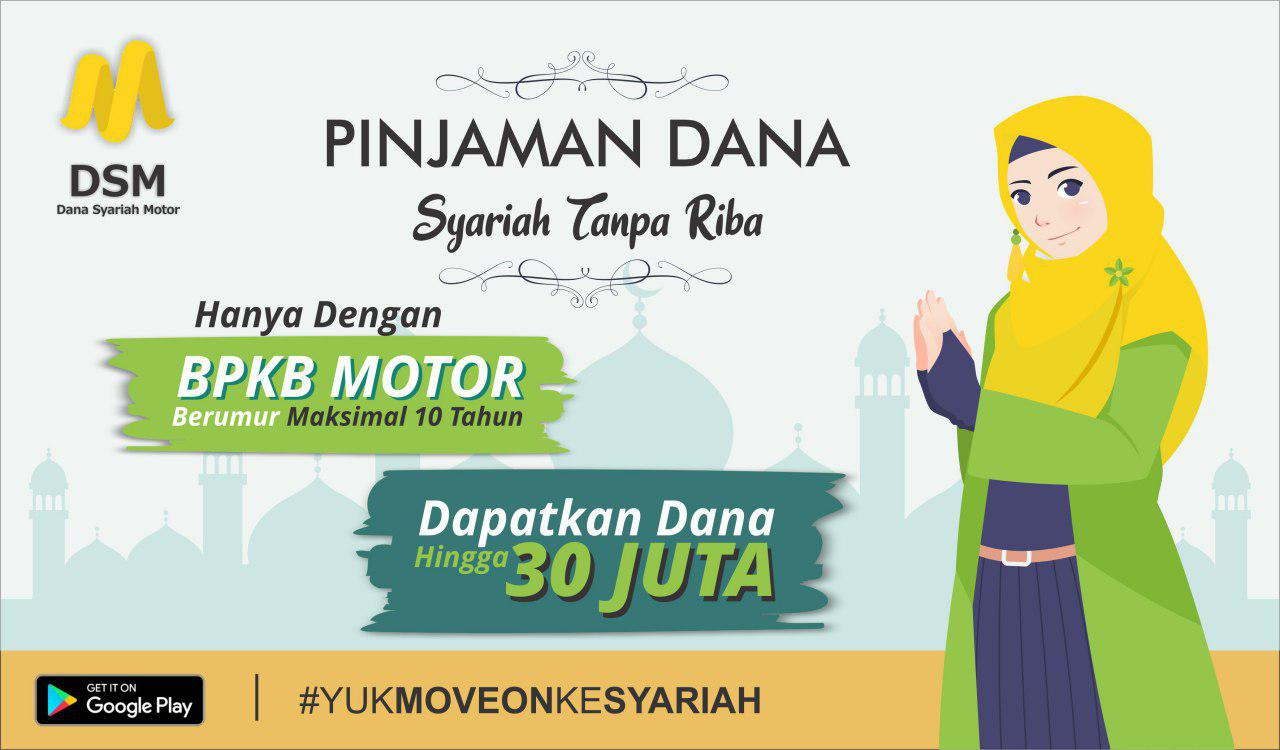 DSM
Dana Syariah Motor
PINJAMAN DANA
Syariah Tanpa Riba
Hanya Dengan
BPKB MOTOR
Berumur Maksimal 10 Tahun
Dapatkan Dana
Hingga 30 JUTA
GET IT ON
Google Play
#YUKMOVEONKESYARIAH